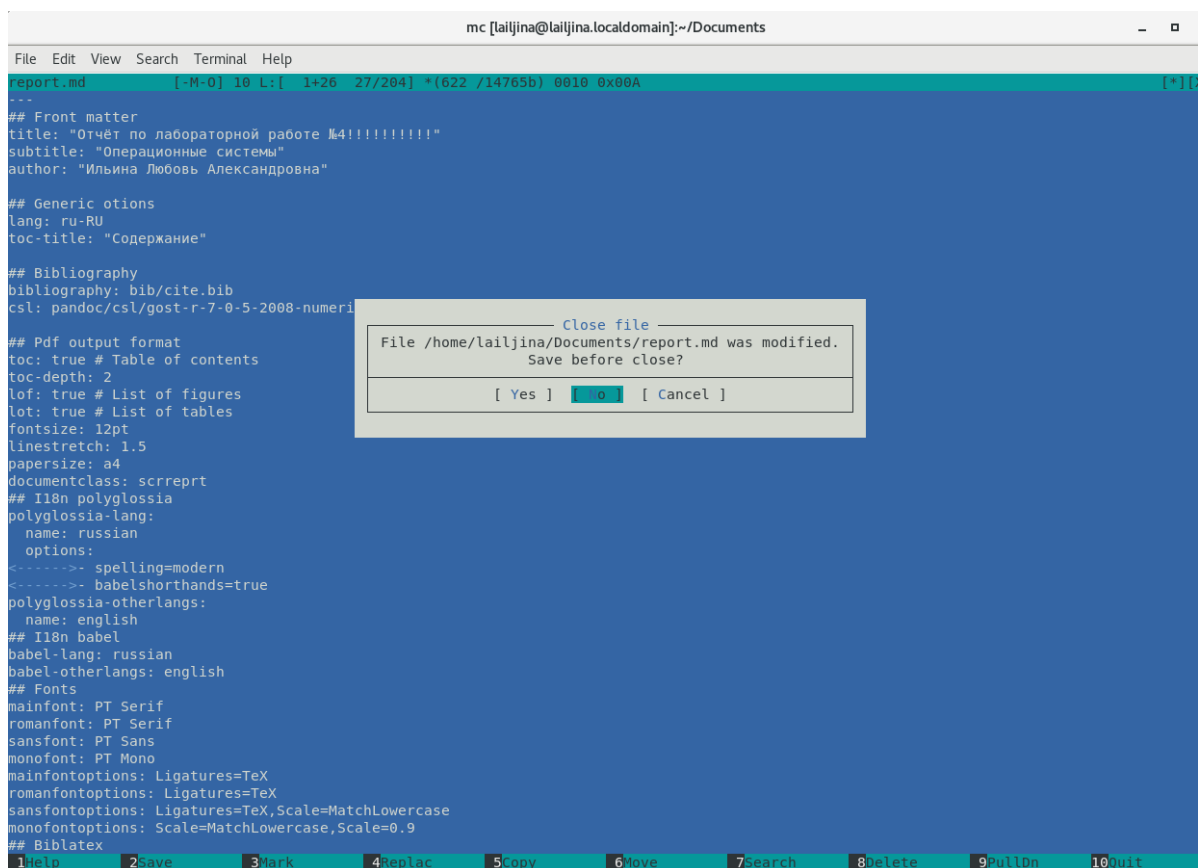 mc [lailjina@lailjina.localdomain]:~/Documents
File Edit View Search Terminal Help
report.md [-M-O] 10 L:[ 1+26 27/204] *(622 /14765b) 0010 0x00A [*][X
---
## Front matter
title: "Отчёт по лабораторной работе №4!!!!!!!!!!"
subtitle: "Операционные системы"
author: "Ильина Любовь Александровна"
## Generic otions
lang: ru-RU
toc-title: "Содержание"
## Bibliography
bibliography: bib/cite.bib
csl: pandoc/csl/gost-r-7-0-5-2008-numeri
Close file
File /home/lailjina/Documents/report.md was modified.
Save before close?
[ Yes ] [ No ] [ Cancel ]
## Pdf output format
toc: true # Table of contents
toc-depth: 2
lof: true # List of figures
lot: true # List of tables
fontsize: 12pt
linestretch: 1.5
papersize: a4
documentclass: scrreprt
## I18n polyglossia
polyglossia-lang:
  name: russian
  options:
<------>- spelling=modern
<------>- babelshorthands=true
polyglossia-otherlangs:
  name: english
## I18n babel
babel-lang: russian
babel-otherlangs: english
## Fonts
mainfont: PT Serif
romanfont: PT Serif
sansfont: PT Sans
monofont: PT Mono
mainfontoptions: Ligatures=TeX
romanfontoptions: Ligatures=TeX
sansfontoptions: Ligatures=TeX,Scale=MatchLowercase
monofontoptions: Scale=MatchLowercase,Scale=0.9
## Biblatex
1Help 2Save 3Mark 4Replac 5Copy 6Move 7Search 8Delete 9PullDn 10Quit